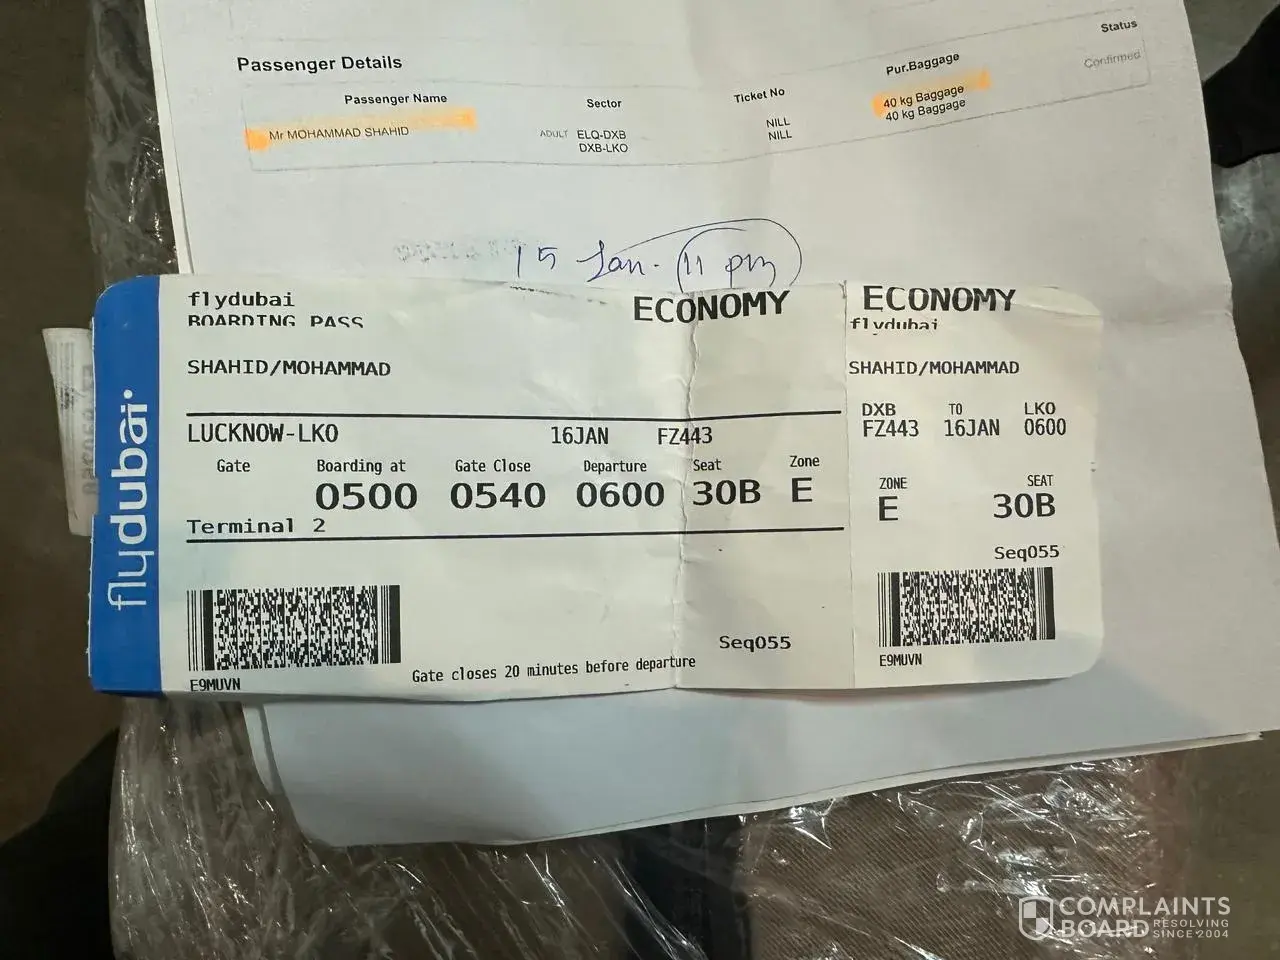 Status
Passenger Details
Pur.Baggage
Confirmed
Passenger Name
Sector
Ticket No
40 kg Baggage
Mr MOHAMMAD SHAHID
ADULT ELQ-DXB
NILL
40 kg Baggage
DXB-LKO
NILL
15 Jan. 11 pm
flydubai
BOARDING PASS
ECONOMY
SHAHID/MOHAMMAD
LUCKNOW-LKO 16JAN FZ443
Gate Boarding at Gate Close Departure Seat Zone
0500 0540 0600 30B E
Terminal 2
Seq055
Gate closes 20 minutes before departure
E9MUVN
flydubai
ECONOMY
flydubai
SHAHID/MOHAMMAD
DXB TO LKO
FZ443 16JAN 0600
ZONE SEAT
E 30B
Seq055
E9MUVN
COMPLAINTS
BOARD RESOLVING
SINCE 2004